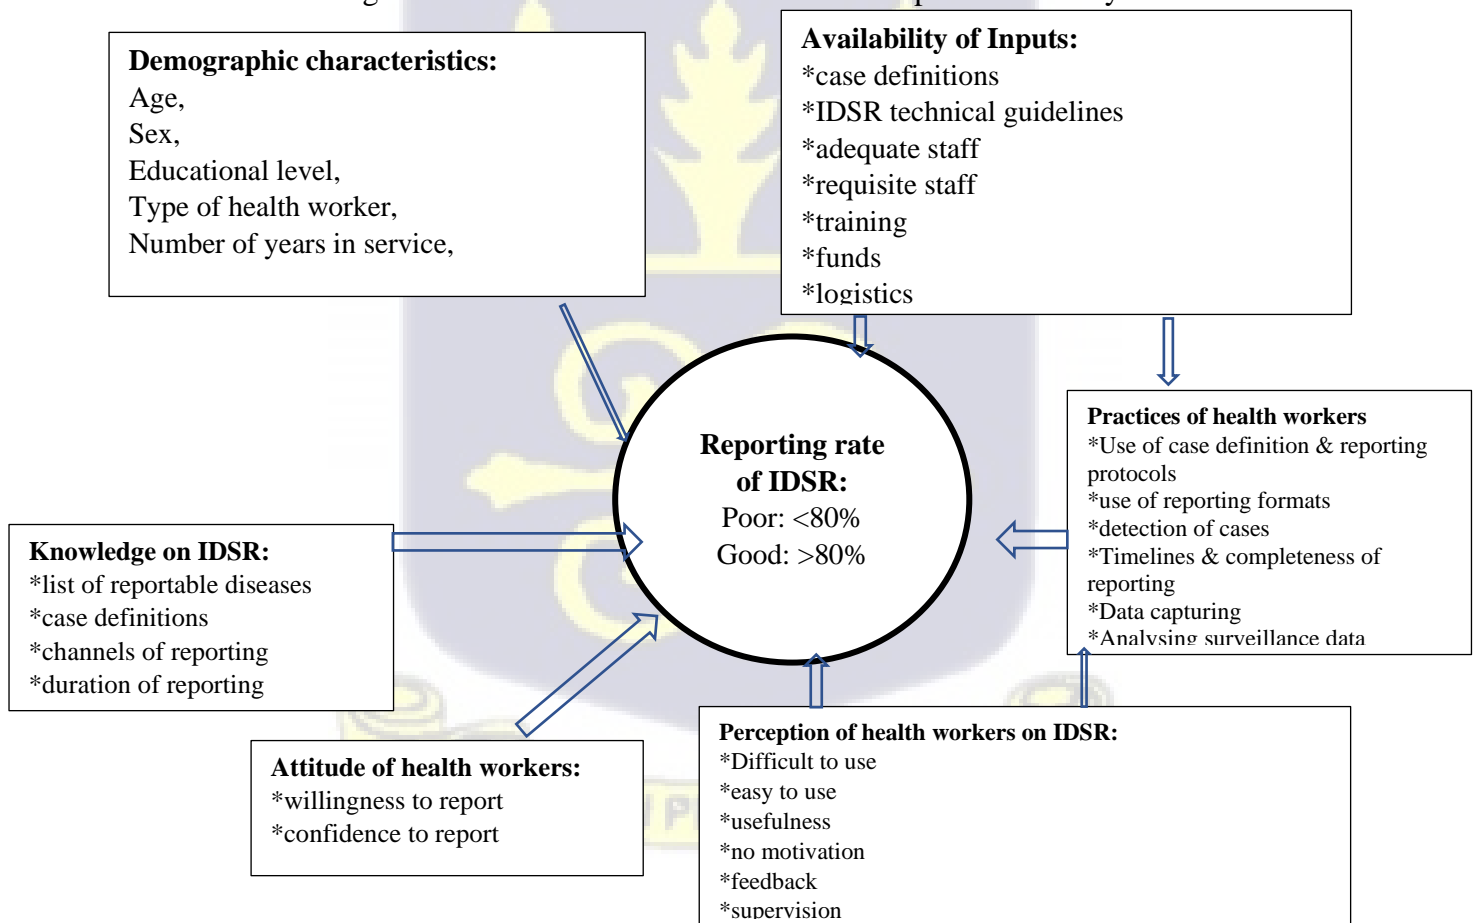 Demographic characteristics:
Age,
Sex,
Educational level,
Type of health worker,
Number of years in service,
Availability of Inputs:
*case definitions
*IDSR technical guidelines
*adequate staff
*requisite staff
*training
*funds
*logistics
Reporting rate
of IDSR:
Poor: <80%
Good: >80%
Practices of health workers
*Use of case definition & reporting
protocols
*use of reporting formats
*detection of cases
*Timelines & completeness of
reporting
*Data capturing
*Analysing surveillance data
Knowledge on IDSR:
*list of reportable diseases
*case definitions
*channels of reporting
*duration of reporting
Attitude of health workers:
*willingness to report
*confidence to report
Perception of health workers on IDSR:
*Difficult to use
*easy to use
*usefulness
*no motivation
*feedback
*supervision